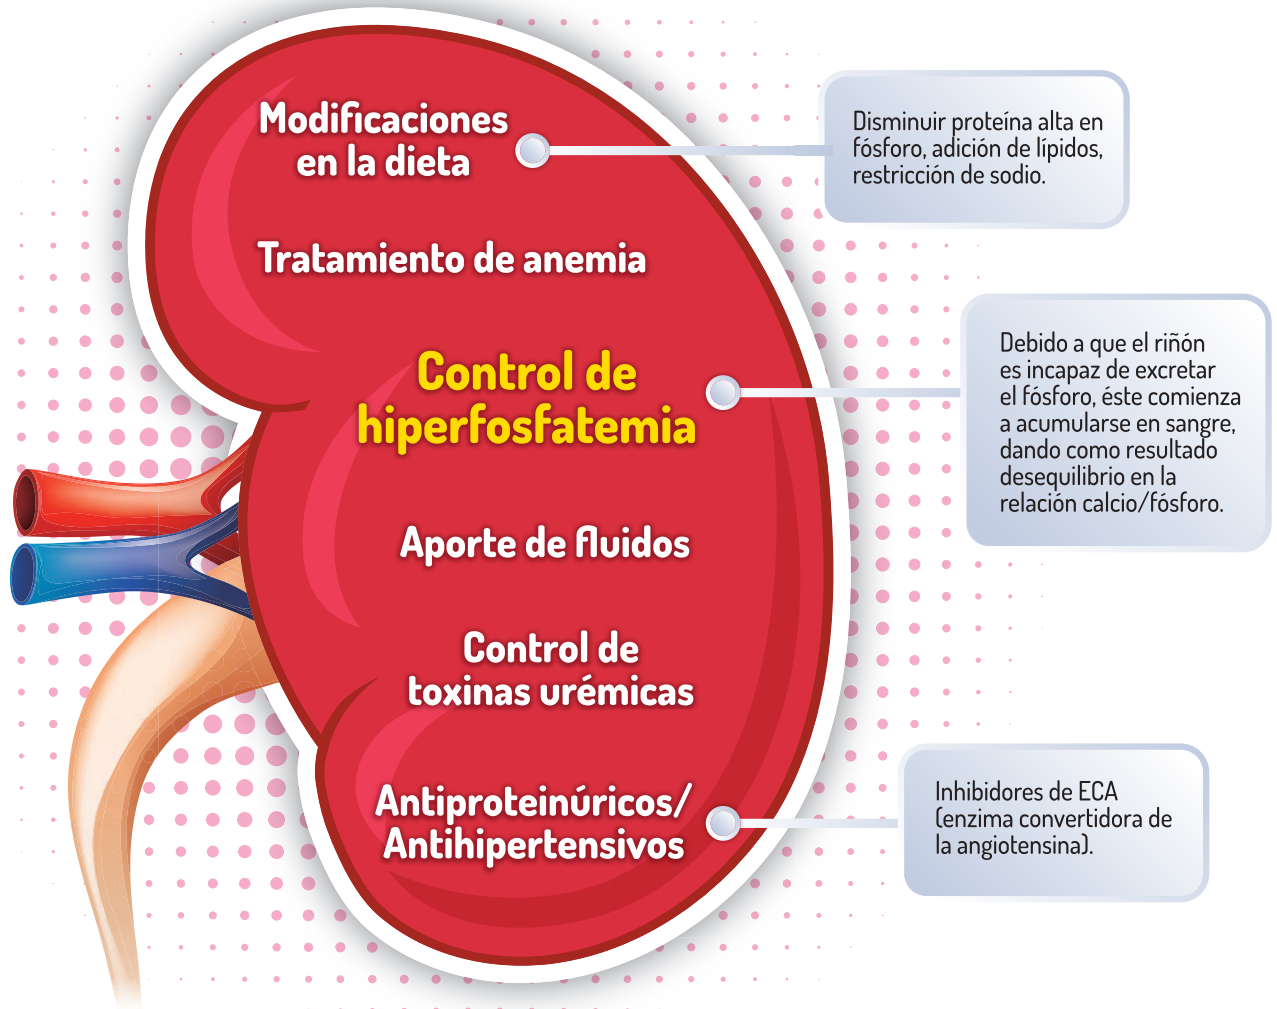 Modificaciones
en la dieta
Disminuir proteína alta en
fósforo, adición de lípidos,
restricción de sodio.
Tratamiento de anemia
Control de
hiperfosfatemia
Debido a que el riñón
es incapaz de excretar
el fósforo, éste comienza
a acumularse en sangre,
dando como resultado
desequilibrio en la
relación calcio/fósforo.
Aporte de fluidos
Control de
toxinas urémicas
Antiproteinúricos/
Antihipertensivos
Inhibidores de ECA
(enzima convertidora de
la angiotensina).